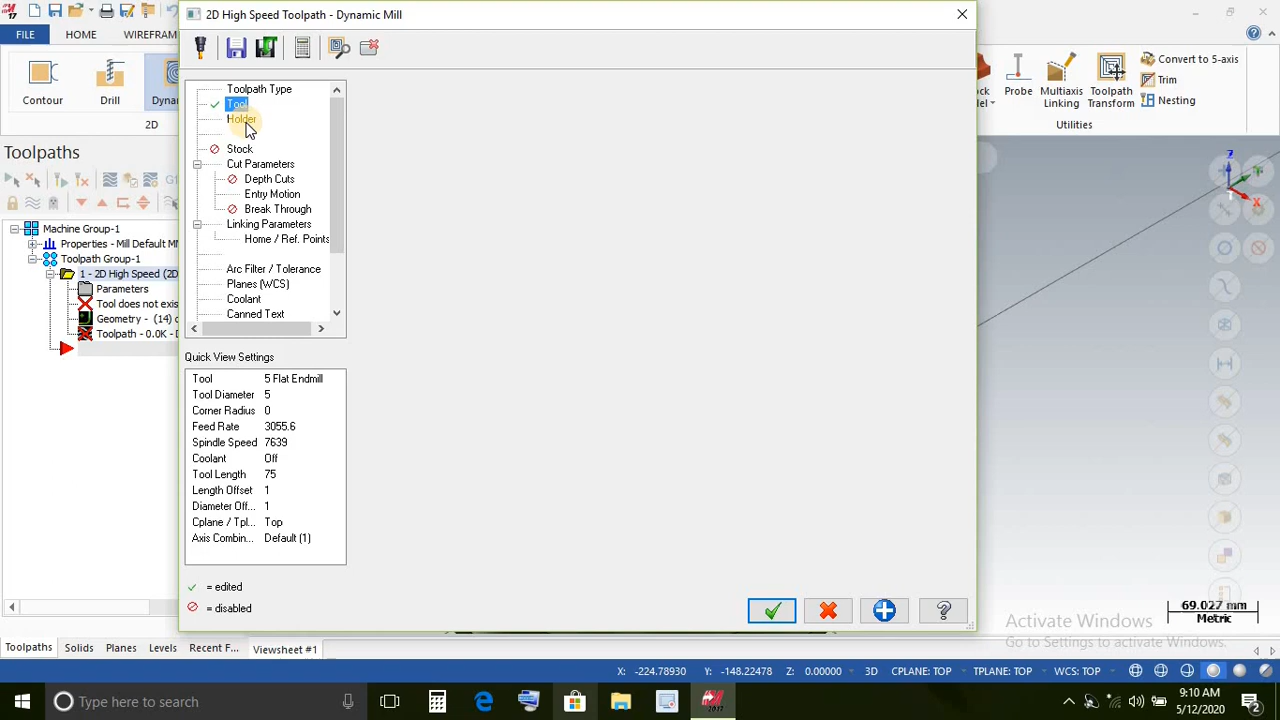 17
2D High Speed Toolpath - Dynamic Mill
FILE
HOME
WIREFRAM
Contour
Drill
Dyna
2D
Probe
Multiaxis
Linking
Toolpath
Transform
Convert to 5-axis
Trim
Nesting
Utilities
Toolpaths
Machine Group-1
Properties - Mill Default MM
Toolpath Group-1
1 - 2D High Speed (2D
Parameters
Tool does not exis
Geometry - (14) c
Toolpath - 0.0K - D
Toolpath Type
Tool
Holder
Stock
Cut Parameters
Depth Cuts
Entry Motion
Break Through
Linking Parameters
Home / Ref. Points
Arc Filter / Tolerance
Planes (WCS)
Coolant
Canned Text
Quick View Settings
Tool 5 Flat Endmill
Tool Diameter 5
Corner Radius 0
Feed Rate 3055.6
Spindle Speed 7639
Coolant Off
Tool Length 75
Length Offset 1
Diameter Off... 1
Cplane / Tpl... Top
Axis Combin... Default (1)
= edited
= disabled
Z
X
69.027 mm
Metric
Activate Windows
Go to Settings to activate Windows.
Toolpaths
Solids
Planes
Levels
Recent F...
Viewsheet #1
X: -224.78930 Y: -148.22478 Z: 0.00000 3D CPLANE: TOP TPLANE: TOP WCS: TOP
Type here to search
2017
9:10 AM
5/12/2020
2